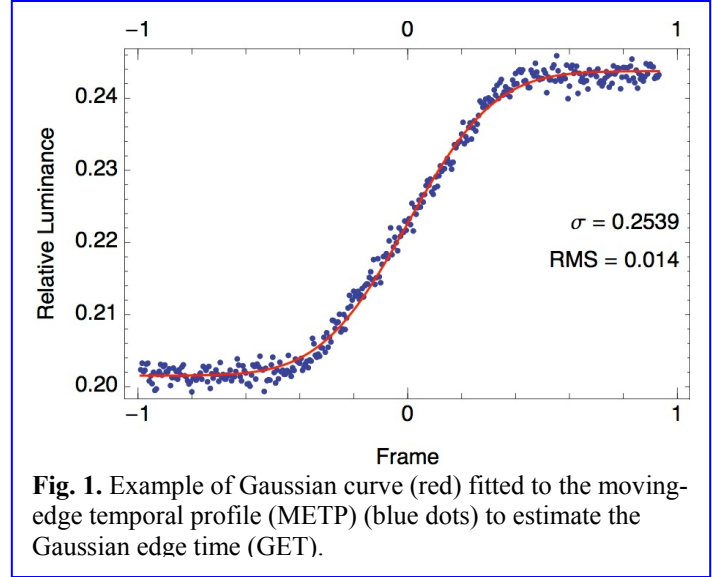 −1 0 1
0.24
0.23
0.22
0.21
0.20
Relative Luminance
σ = 0.2539
RMS = 0.014
−1 0 1
Frame
Fig. 1. Example of Gaussian curve (red) fitted to the moving-
edge temporal profile (METP) (blue dots) to estimate the
Gaussian edge time (GET).